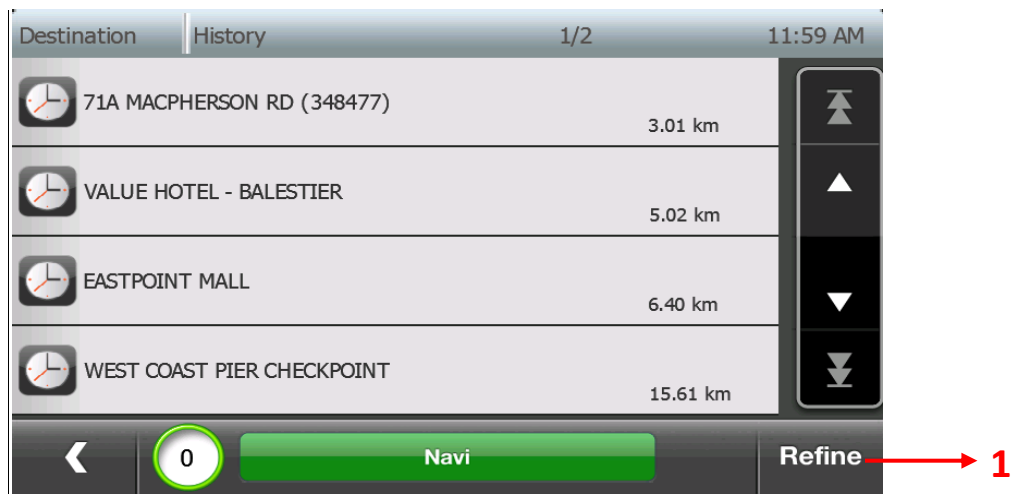 Destination History 1/2 11:59 AM
71A MACPHERSON RD (348477)
3.01 km
VALUE HOTEL - BALESTIER
5.02 km
EASTPOINT MALL
6.40 km
WEST COAST PIER CHECKPOINT
15.61 km
0 Navi Refine 1